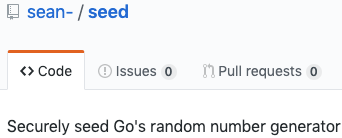 sean- / seed
Code Issues 0 Pull requests 0
Securely seed Go's random number generator